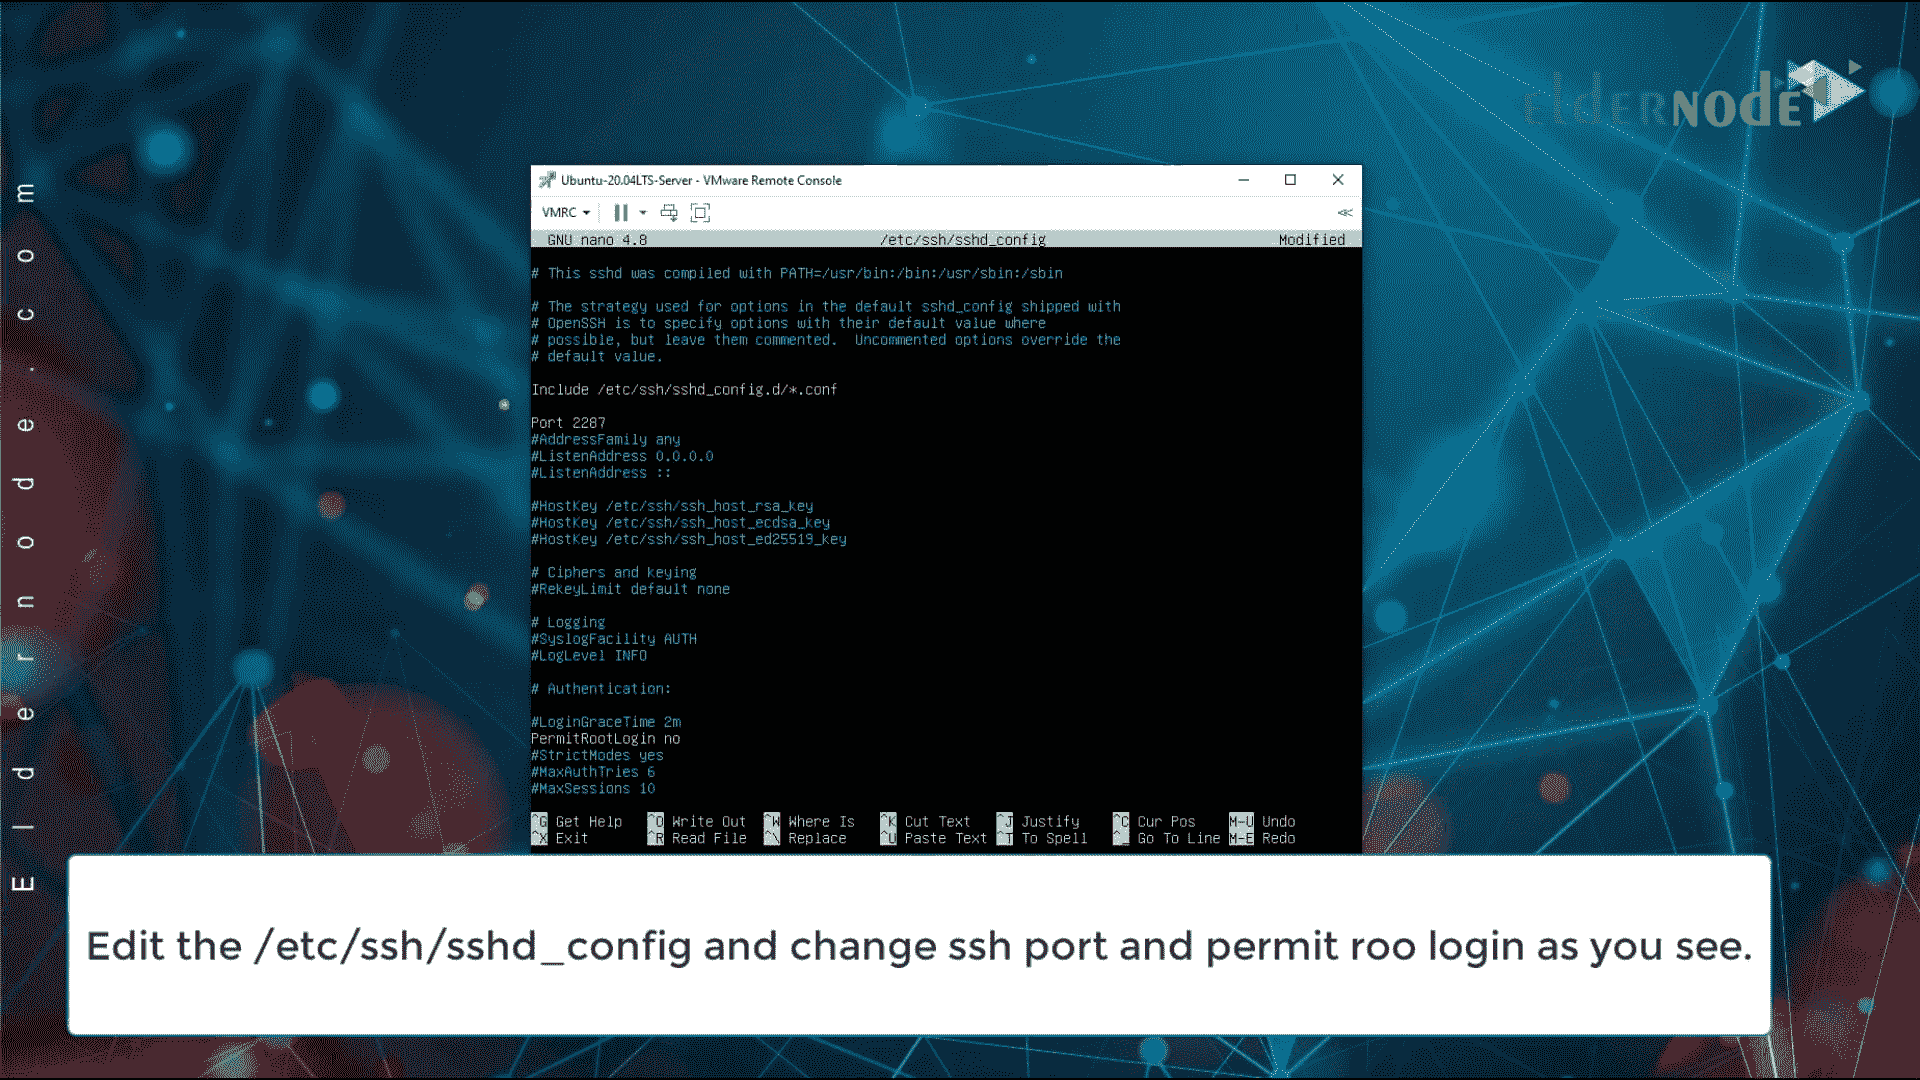 Eldernode.com
elderNODE
Ubuntu-20.04LTS-Server - VMware Remote Console
VMRC
GNU nano 4.8 /etc/ssh/sshd_config Modified
# This sshd was compiled with PATH=/usr/bin:/bin:/usr/sbin:/sbin
# The strategy used for options in the default sshd_config shipped with
# OpenSSH is to specify options with their default value where
# possible, but leave them commented.  Uncommented options override the
# default value.
Include /etc/ssh/sshd_config.d/*.conf
Port 2287
#AddressFamily any
#ListenAddress 0.0.0.0
#ListenAddress ::
#HostKey /etc/ssh/ssh_host_rsa_key
#HostKey /etc/ssh/ssh_host_ecdsa_key
#HostKey /etc/ssh/ssh_host_ed25519_key
# Ciphers and keying
#RekeyLimit default none
# Logging
#SyslogFacility AUTH
#LogLevel INFO
# Authentication:
#LoginGraceTime 2m
PermitRootLogin no
#StrictModes yes
#MaxAuthTries 6
#MaxSessions 10
^G Get Help ^O Write Out ^W Where Is ^K Cut Text ^J Justify ^C Cur Pos M-U Undo
^X Exit ^R Read File ^\ Replace ^U Paste Text ^T To Spell ^_ Go To Line M-E Redo
Edit the /etc/ssh/sshd_config and change ssh port and permit roo login as you see.